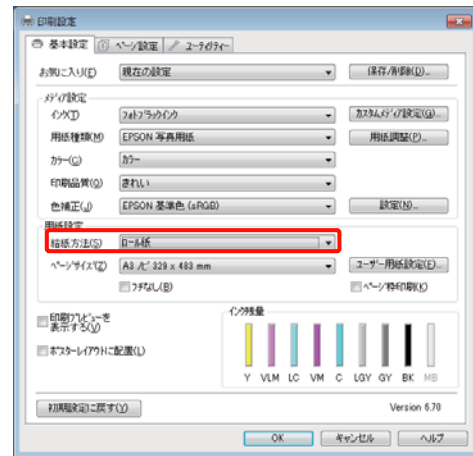 印刷設定
基本設定 ページ設定 ユーティリティー
お気に入り(E) 現在の設定 保存/削除(D)...
メディア設定
インク(T) フォトブラックインク カスタムメディア設定(G)...
用紙種類(M) EPSON 写真用紙 用紙調整(P)...
カラー(C) カラー
印刷品質(Q) きれい
色補正(J) EPSON 基準色 (sRGB) 設定(N)...
用紙設定
給紙方法(S) ロール紙
ページサイズ(Z) A3 ノビ 329 x 483 mm ユーザー用紙設定(E)...
フチなし(B) ページ枠印刷(K)
印刷プレビューを
表示する(V)
ポスターレイアウトに配置(L)
インク残量
Y VLM LC VM C LGY GY BK MB
初期設定に戻す(Y) Version 6.70
OK キャンセル ヘルプ